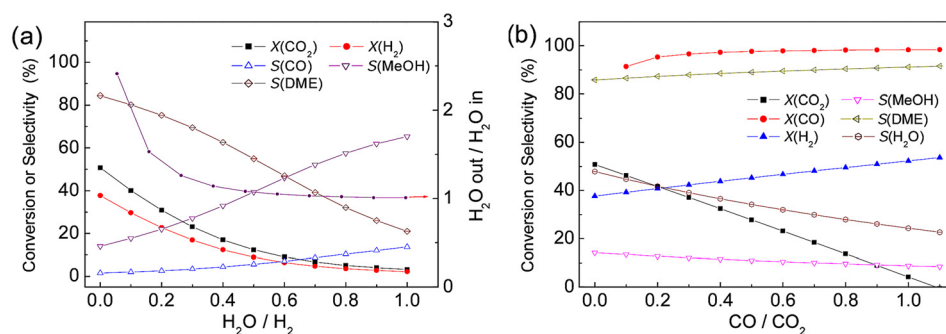 (a)
X(CO₂) X(H₂)
S(CO) S(MeOH)
S(DME)
Conversion or Selectivity (%)
100
80
60
40
20
0
0.0 0.2 0.4 0.6 0.8 1.0
H₂O / H₂
3
2
1
0
H₂O out / H₂O in
(b)
X(CO₂) S(MeOH)
X(CO) S(DME)
X(H₂) S(H₂O)
Conversion or Selectivity (%)
100
80
60
40
20
0
0.0 0.2 0.4 0.6 0.8 1.0
CO / CO₂